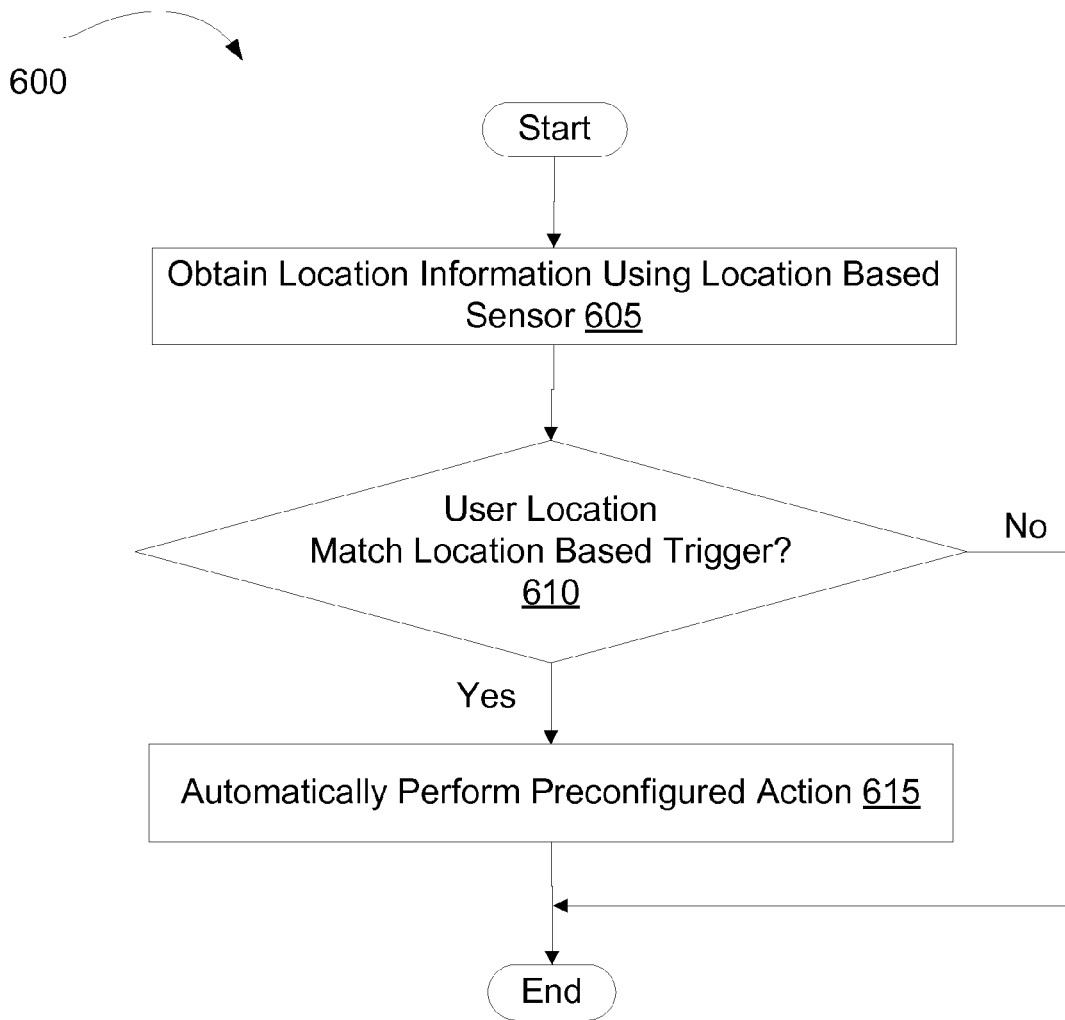 600
Start
Obtain Location Information Using Location Based
Sensor 605
User Location
Match Location Based Trigger?
610
No
Yes
Automatically Perform Preconfigured Action 615
End